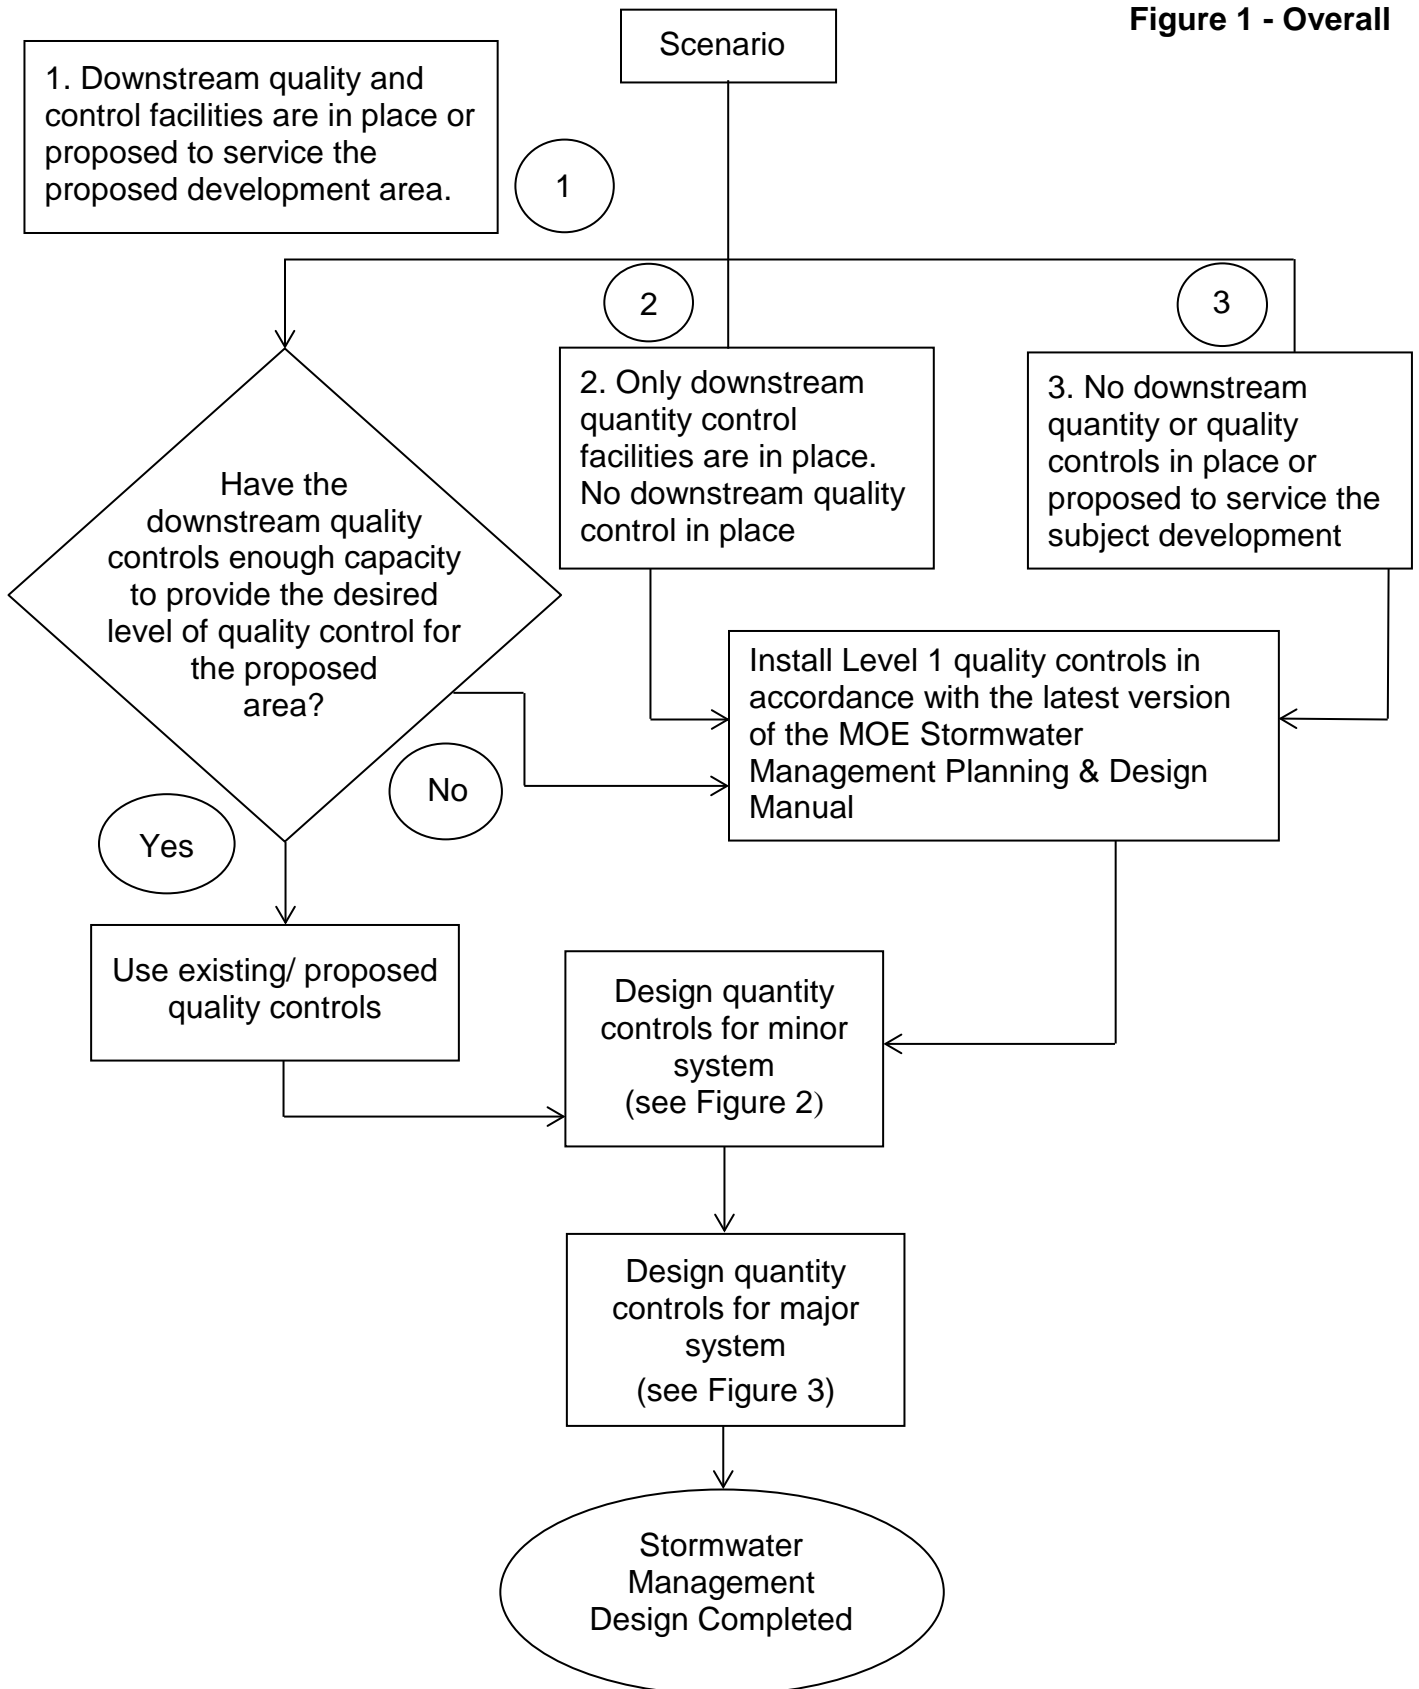 Figure 1 - Overall
Scenario
1. Downstream quality and
control facilities are in place or
proposed to service the
proposed development area.
1
2
3
2. Only downstream
quantity control
facilities are in place.
No downstream quality
control in place
3. No downstream
quantity or quality
controls in place or
proposed to service the
subject development
Have the
downstream quality
controls enough capacity
to provide the desired
level of quality control for
the proposed
area?
Install Level 1 quality controls in
accordance with the latest version
of the MOE Stormwater
Management Planning & Design
Manual
No
Yes
Use existing/ proposed
quality controls
Design quantity
controls for minor
system
(see Figure 2)
Design quantity
controls for major
system
(see Figure 3)
Stormwater
Management
Design Completed